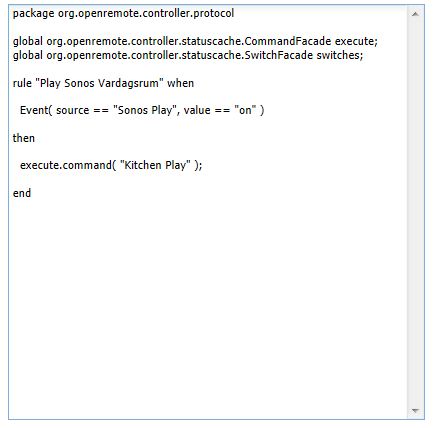 package org.openremote.controller.protocol
global org.openremote.controller.statuscache.CommandFacade execute;
global org.openremote.controller.statuscache.SwitchFacade switches;
rule "Play Sonos Vardagsrum" when
Event( source == "Sonos Play", value == "on" )
then
execute.command( "Kitchen Play" );
end